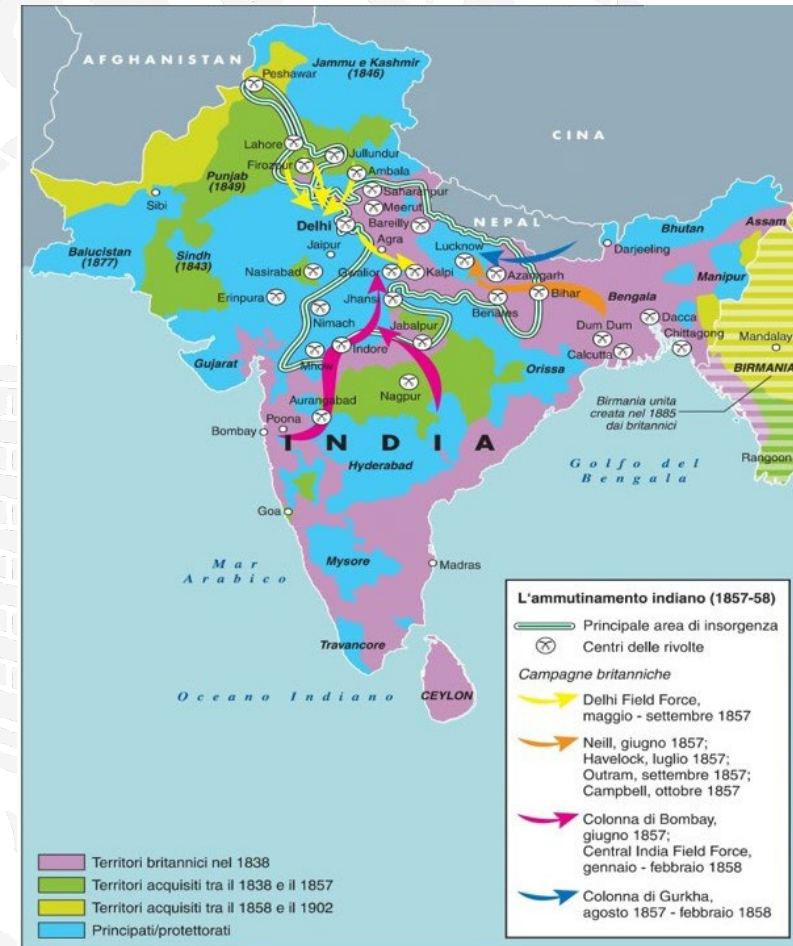 AFGHANISTAN
Jammu e Kashmir
(1846)
Peshawar
CINA
Lahore
Jullundur
Firozpur
Ambala
Punjab
(1849)
Saharanpur
Sibi
Meerut
NEPAL
Delhi
Bareilly
Bhutan
Assam
Agra
Lucknow
Darjeeling
Balucistan
(1877)
Sindh
(1843)
Jaipur
Nasirabad
Gwalior
Kalpi
Azamgarh
Manipur
Erinpura
Jhansi
Benares
Bihar
Bengala
Nimach
Jabalpur
Dum Dum
Dacca
Chittagong
Mandalay
Indore
Calcutta
Gujarat
Mhow
Orissa
BIRMANIA
Nagpur
Aurangabad
Birmania unita
creata nel 1885
dai britannici
Poona
Bombay
INDIA
Rangoon
Hyderabad
Golfo del
Bengala
Goa
Mar
Arabico
Mysore
Madras
Travancore
Oceano Indiano
CEYLON
L'ammutinamento indiano (1857-58)
Principale area di insorgenza
Centri delle rivolte
Campagne britanniche
Delhi Field Force,
maggio - settembre 1857
Neill, giugno 1857;
Havelock, luglio 1857;
Outram, settembre 1857;
Campbell, ottobre 1857
Colonna di Bombay,
giugno 1857;
Central India Field Force,
gennaio - febbraio 1858
Colonna di Gurkha,
agosto 1857 - febbraio 1858
Territori britannici nel 1838
Territori acquisiti tra il 1838 e il 1857
Territori acquisiti tra il 1858 e il 1902
Principati/protettorati